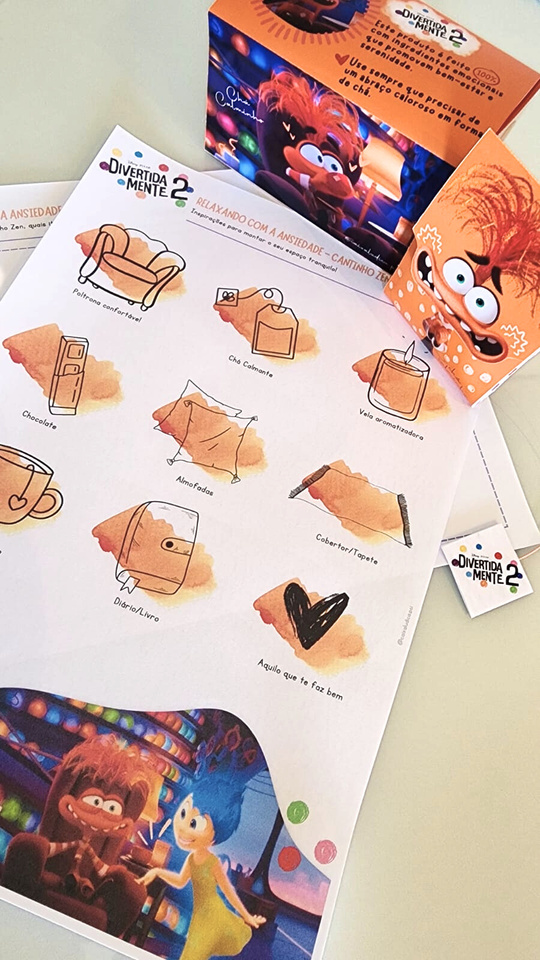 DIVERTIDA
MENTE 2
Este produto é feito
com ingredientes emocionais
que promovem bem-estar e
serenidade.
100%
Use sempre que precisar de
um abraço caloroso em forma
de chá.
Chá
Calminho
DIVERTIDA
MENTE 2
RELAXANDO COM A ANSIEDADE - CANTINHO ZEN
Inspirações para montar o seu espaço tranquilo!
A ANSIEDADE
Zen, quais
Poltrona confortável
Chá Calmante
Vela aromatizadora
Chocolate
Almofadas
Cobertor/Tapete
Diário/Livro
Aquilo que te faz bem
DIVERTIDA
MENTE 2